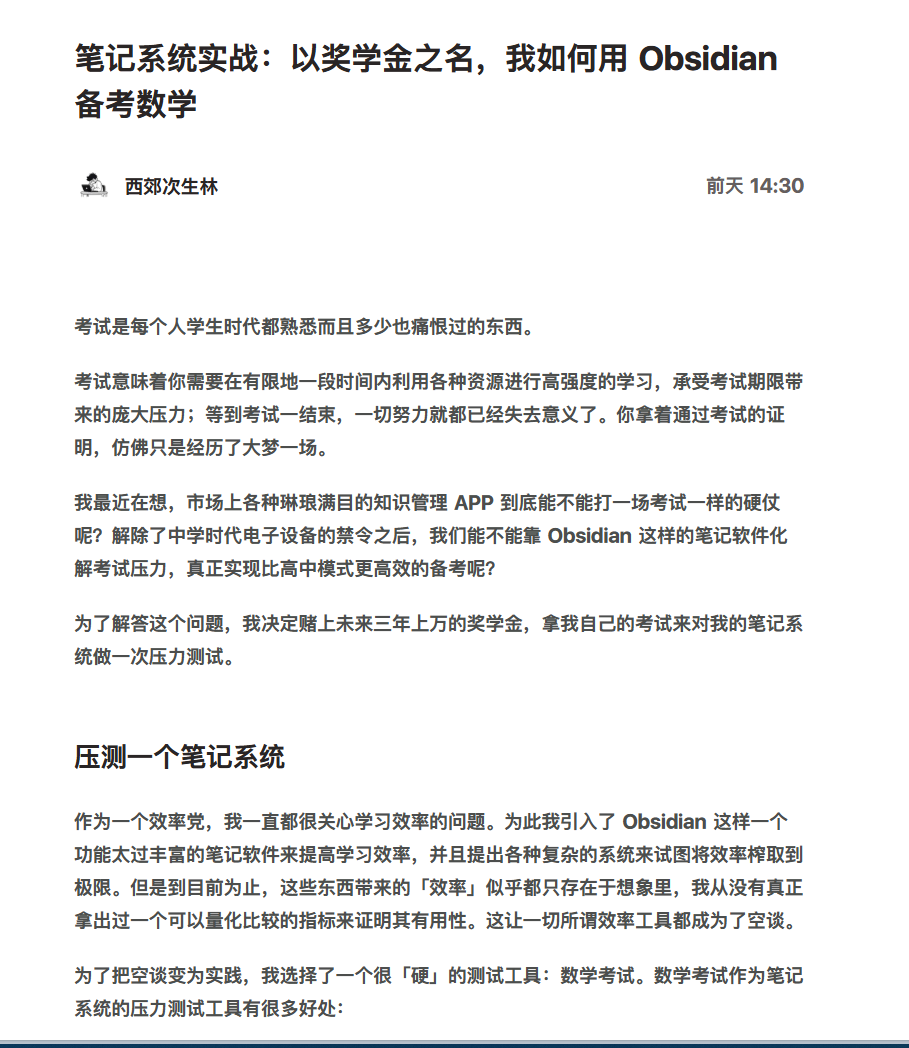 笔记系统实战：以奖学金之名，我如何用 Obsidian
备考数学
西郊次生林
前天 14:30
考试是每个人学生时代都熟悉而且多少也痛恨过的东西。
考试意味着你需要在有限地一段时间内利用各种资源进行高强度的学习，承受考试期限带
来的庞大压力；等到考试一结束，一切努力就都已经失去意义了。你拿着通过考试的证
明，仿佛只是经历了大梦一场。
我最近在想，市场上各种琳琅满目的知识管理 APP 到底能不能打一场考试一样的硬仗
呢？解除了中学时代电子设备的禁令之后，我们能不能靠 Obsidian 这样的笔记软件化
解考试压力，真正实现比高中模式更高效的备考呢？
为了解答这个问题，我决定赌上未来三年上万的奖学金，拿我自己的考试来对我的笔记系
统做一次压力测试。
压测一个笔记系统
作为一个效率党，我一直都很关心学习效率的问题。为此我引入了 Obsidian 这样一个
功能太过丰富的笔记软件来提高学习效率，并且提出各种复杂的系统来试图将效率榨取到
极限。但是到目前为止，这些东西带来的「效率」似乎都只存在于想象里，我从没有真正
拿出过一个可以量化比较的指标来证明其有用性。这让一切所谓效率工具都成为了空谈。
为了把空谈变为实践，我选择了一个很「硬」的测试工具：数学考试。数学考试作为笔记
系统的压力测试工具有很多好处：